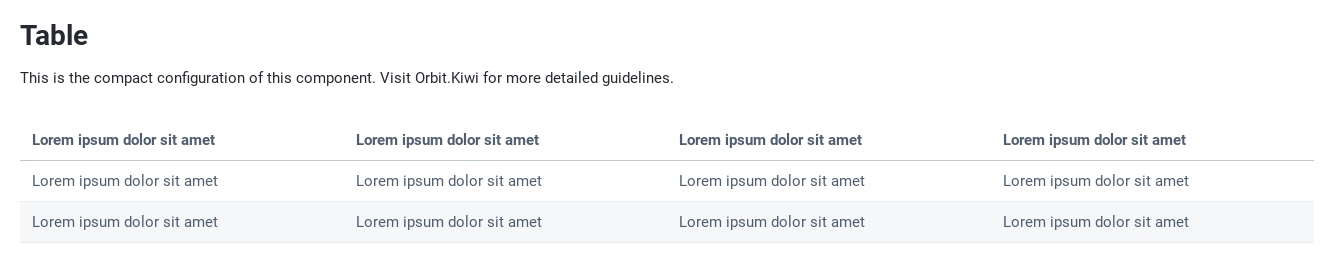 Table
This is the compact configuration of this component. Visit Orbit.Kiwi for more detailed guidelines.
Lorem ipsum dolor sit amet Lorem ipsum dolor sit amet Lorem ipsum dolor sit amet Lorem ipsum dolor sit amet
Lorem ipsum dolor sit amet Lorem ipsum dolor sit amet Lorem ipsum dolor sit amet Lorem ipsum dolor sit amet
Lorem ipsum dolor sit amet Lorem ipsum dolor sit amet Lorem ipsum dolor sit amet Lorem ipsum dolor sit amet